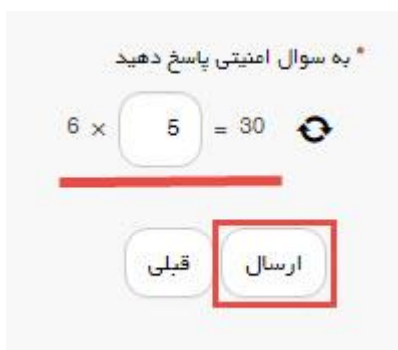 * به سوال امنیتی پاسخ دهید
6 × 5 = 30
ارسال قبلی